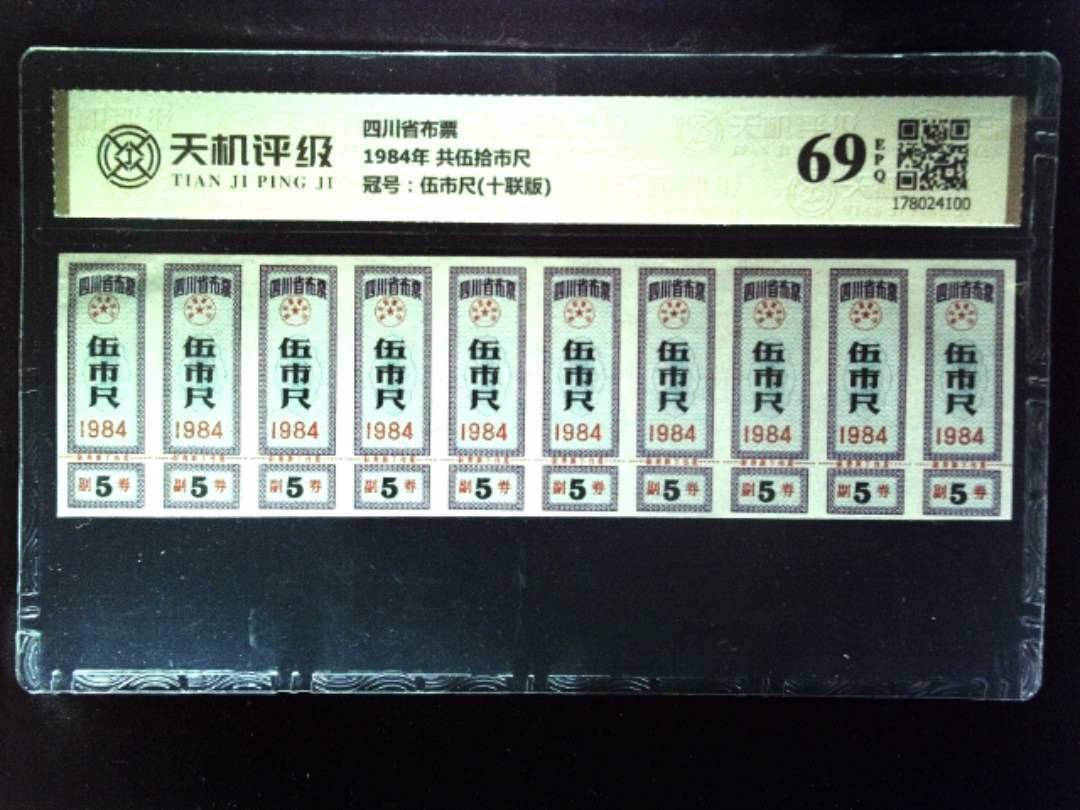 天机评级
TIAN JI PING JI
四川省布票
1984年 共伍拾市尺
冠号：伍市尺(十联版)
69
EPQ
178024100
四川省布票 四川省布票 四川省布票 四川省布票 四川省布票 四川省布票 四川省布票 四川省布票 四川省布票 四川省布票
伍市尺 伍市尺 伍市尺 伍市尺 伍市尺 伍市尺 伍市尺 伍市尺 伍市尺 伍市尺
1984 1984 1984 1984 1984 1984 1984 1984 1984 1984
副5券 副5券 副5券 副5券 副5券 副5券 副5券 副5券 副5券 副5券